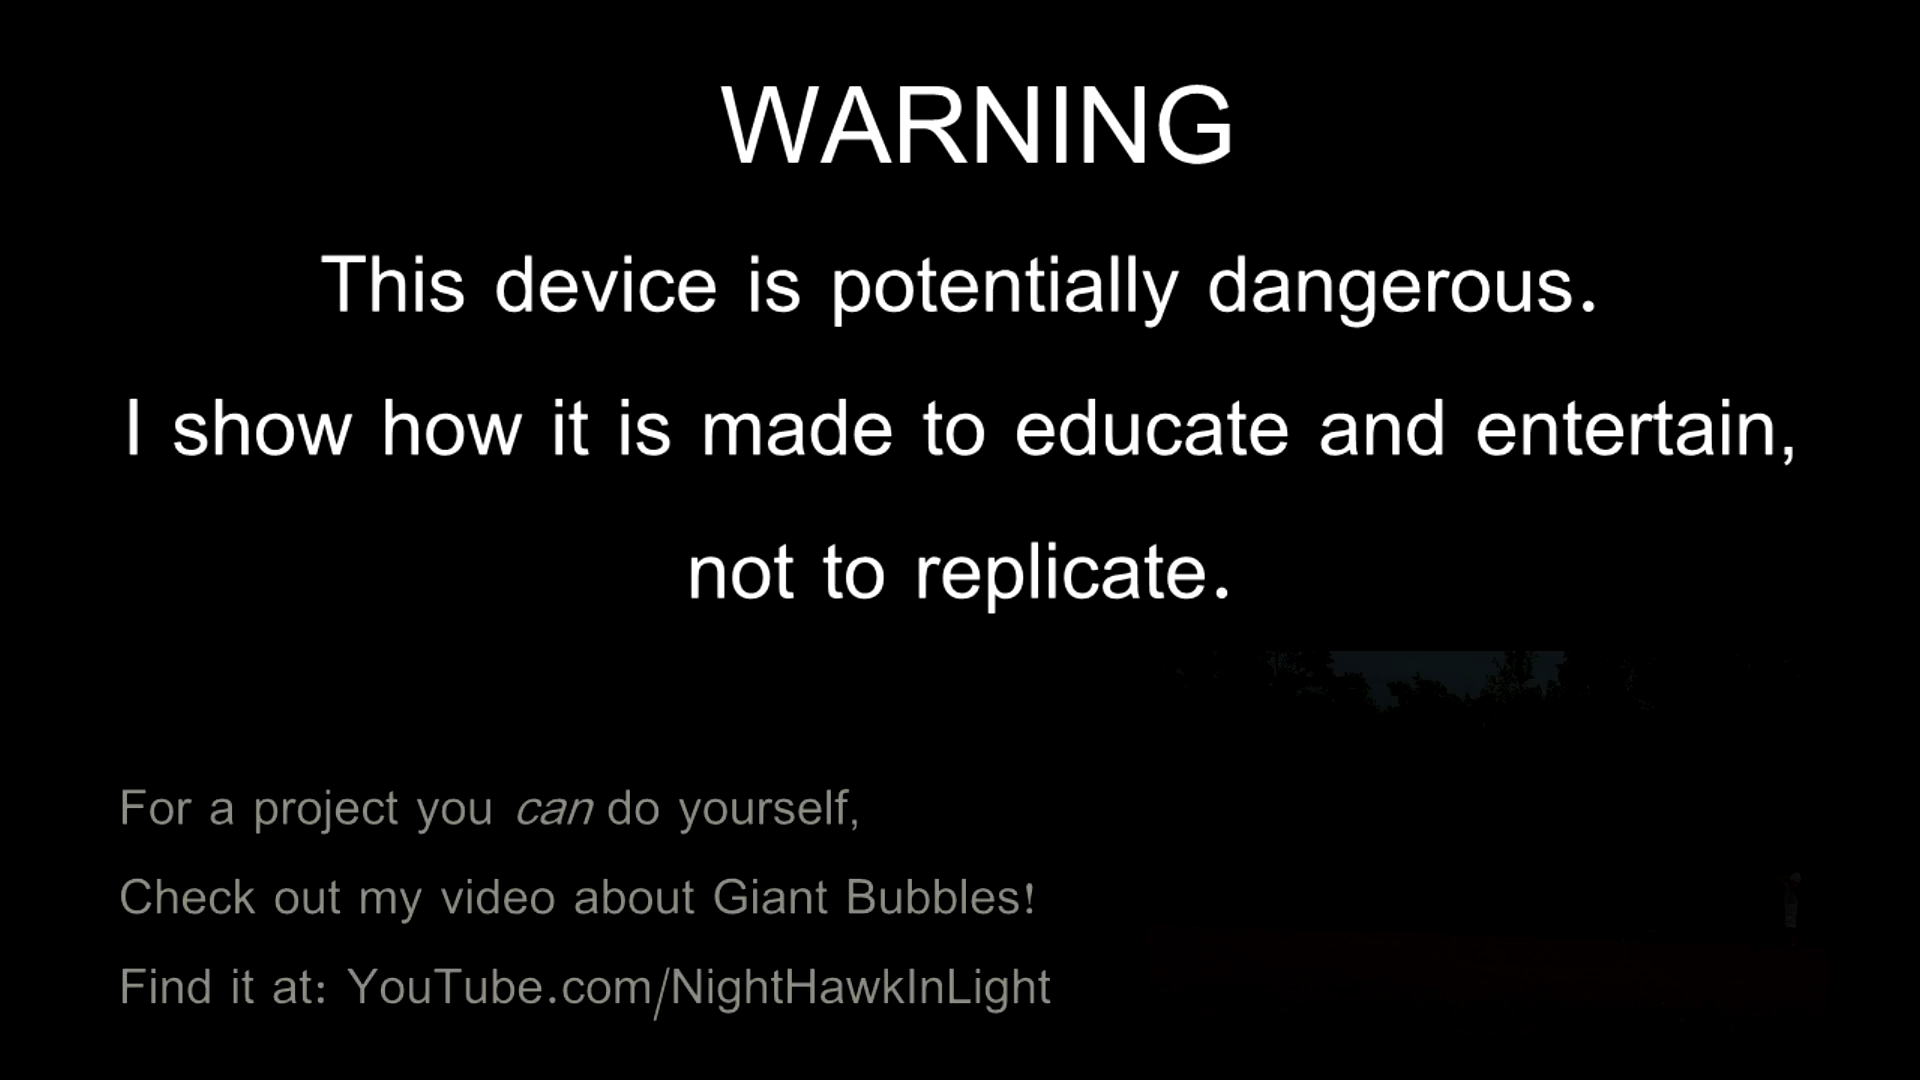 WARNING
This device is potentially dangerous.
I show how it is made to educate and entertain,
not to replicate.
For a project you can do yourself,
Check out my video about Giant Bubbles!
Find it at: YouTube.com/NightHawkInLight